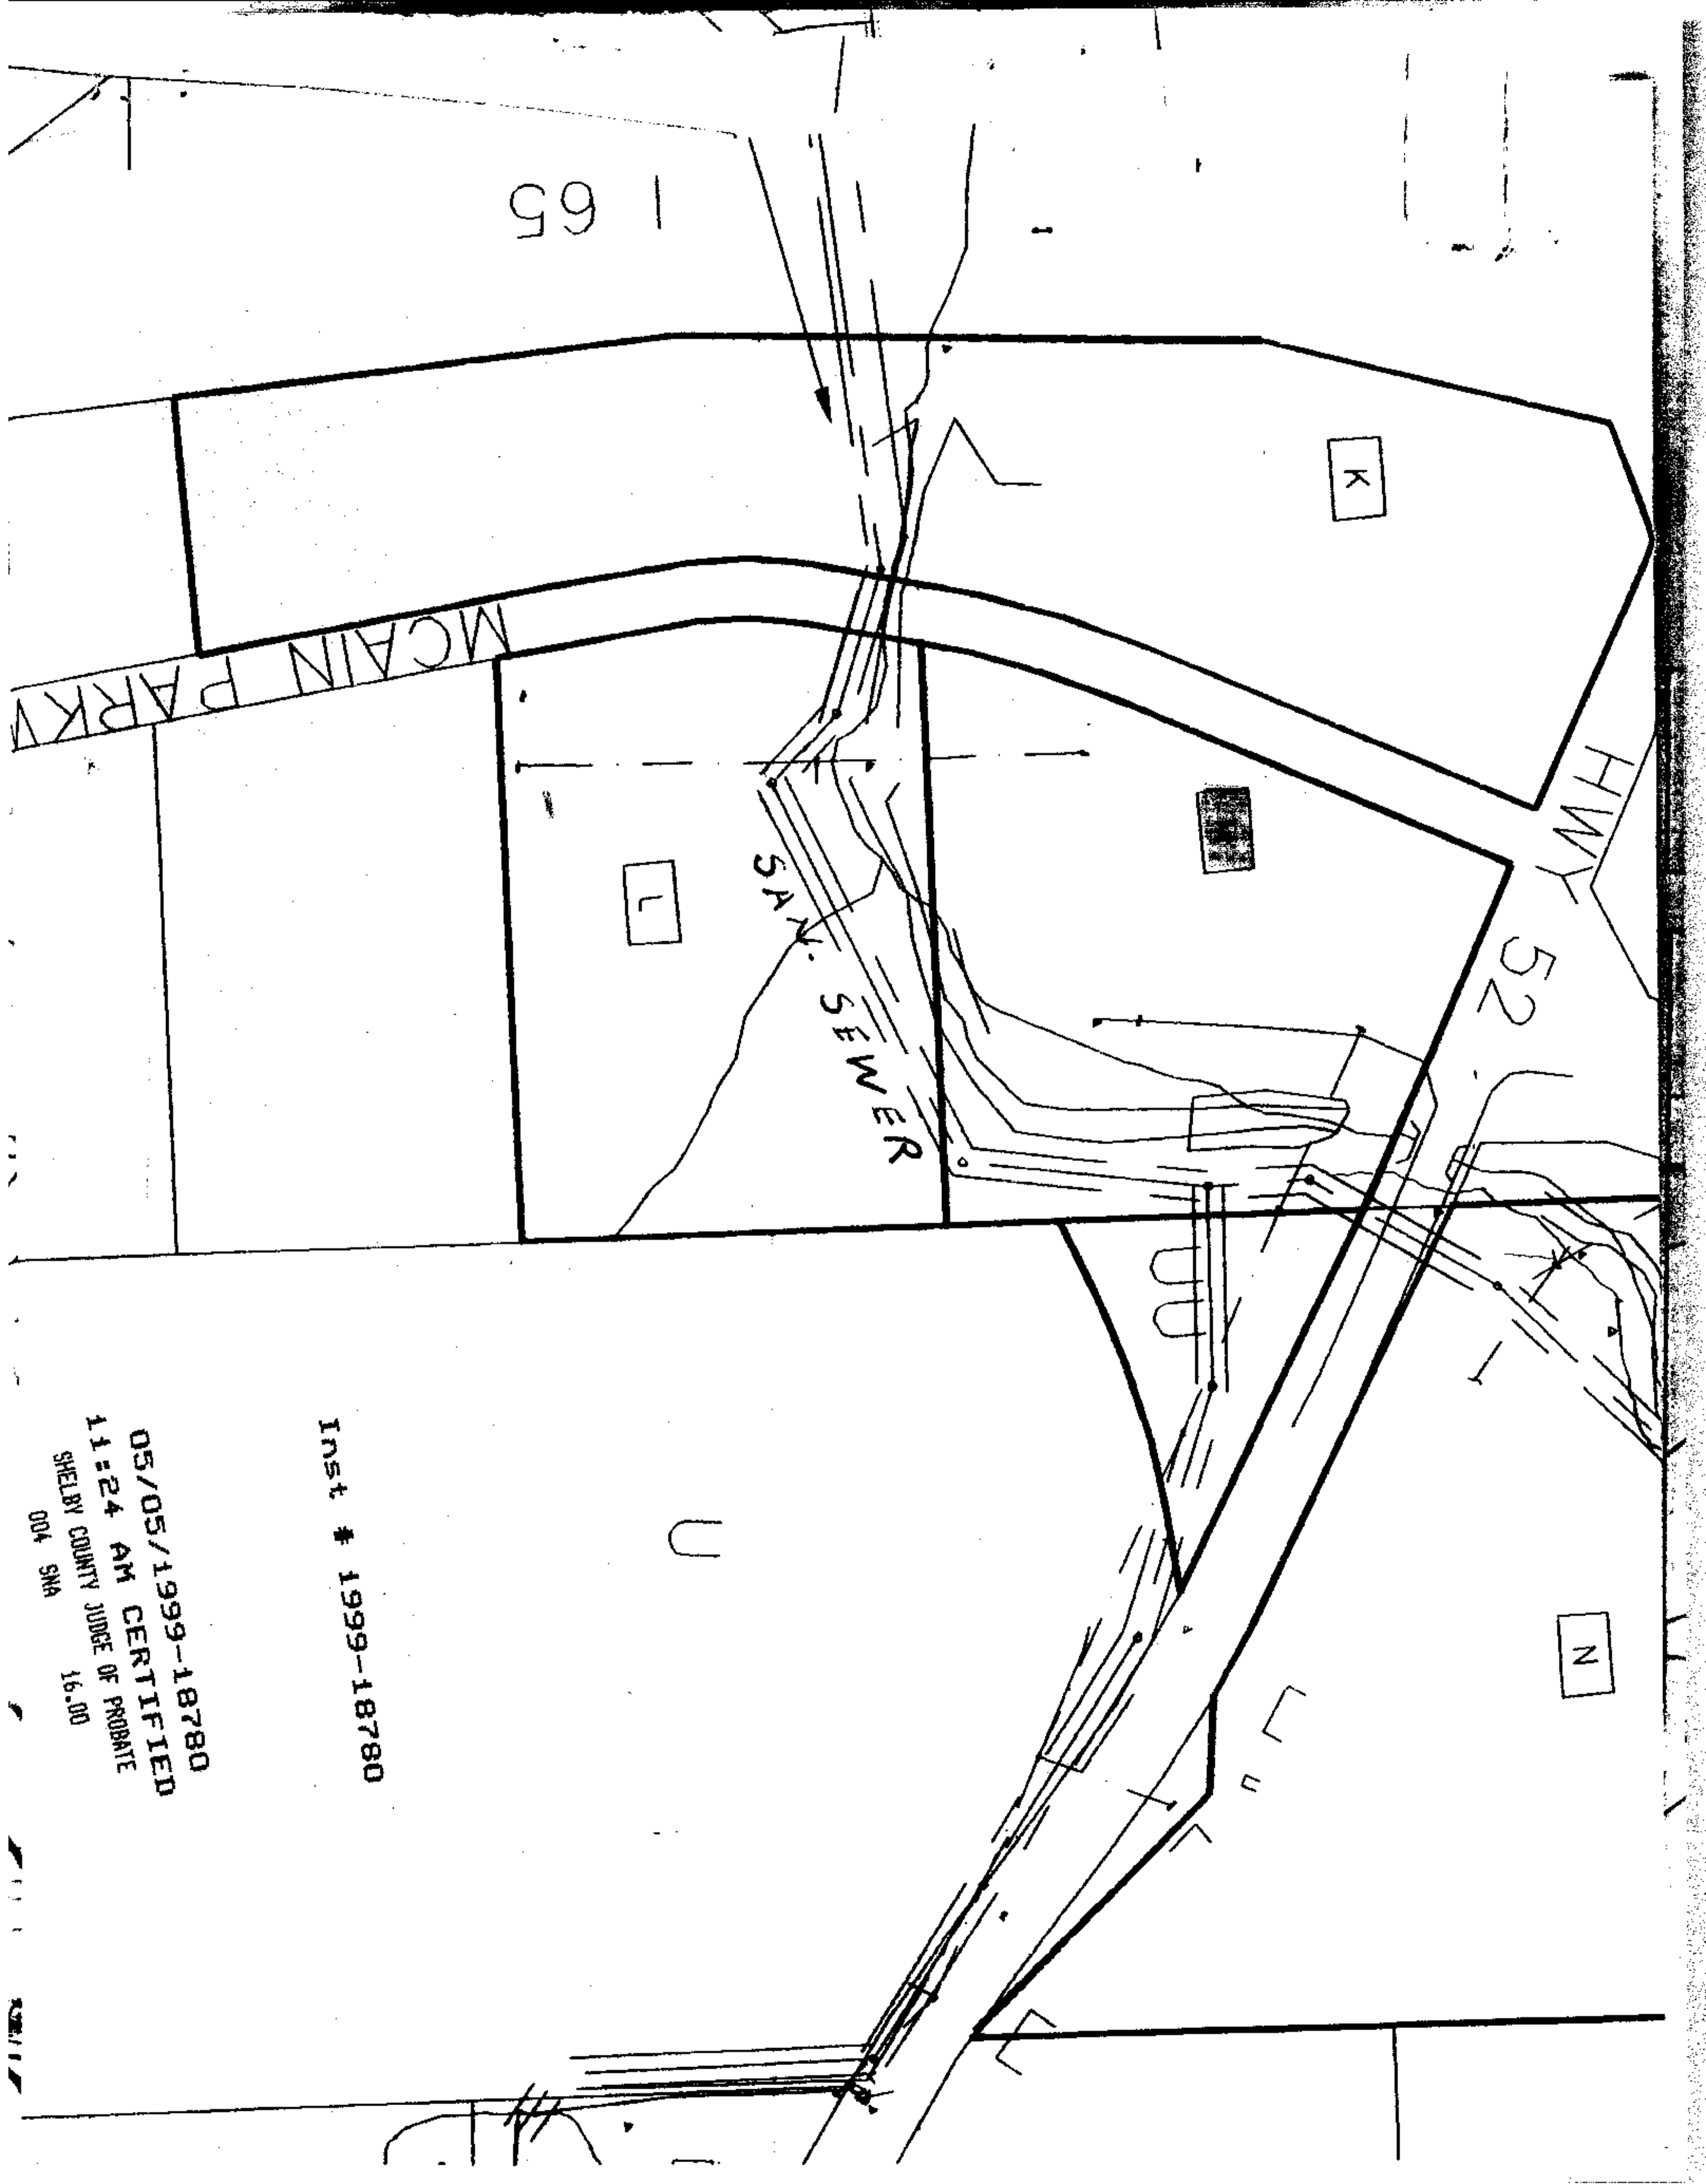 I 65
K
MCAIN PARKW
HWY 52
M
L
SAN. SEWER
UU
U
N
Inst # 1999-18780
05/05/1999-18780
11:24 AM CERTIFIED
SHELBY COUNTY JUDGE OF PROBATE
004 SNA 16.00